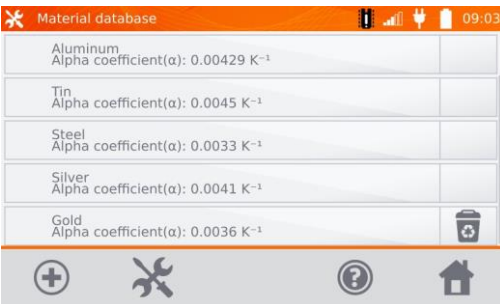 Material database 09:03
Aluminum
Alpha coefficient(α): 0.00429 K⁻¹
Tin
Alpha coefficient(α): 0.0045 K⁻¹
Steel
Alpha coefficient(α): 0.0033 K⁻¹
Silver
Alpha coefficient(α): 0.0041 K⁻¹
Gold
Alpha coefficient(α): 0.0036 K⁻¹